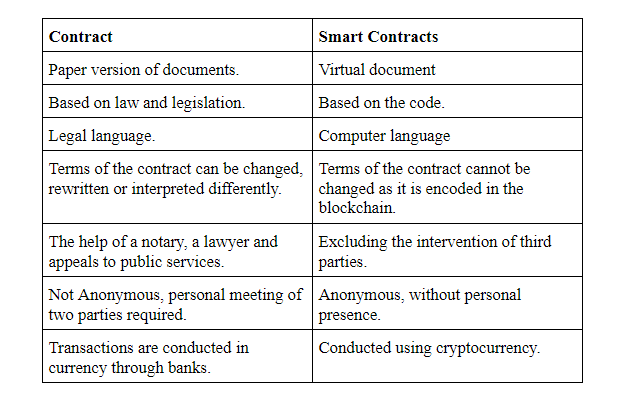 Contract
Smart Contracts
Paper version of documents.
Virtual document
Based on law and legislation.
Based on the code.
Legal language.
Computer language
Terms of the contract can be changed,
rewritten or interpreted differently.
Terms of the contract cannot be
changed as it is encoded in the
blockchain.
The help of a notary, a lawyer and
appeals to public services.
Excluding the intervention of third
parties.
Not Anonymous, personal meeting of
two parties required.
Anonymous, without personal
presence.
Transactions are conducted in
currency through banks.
Conducted using cryptocurrency.